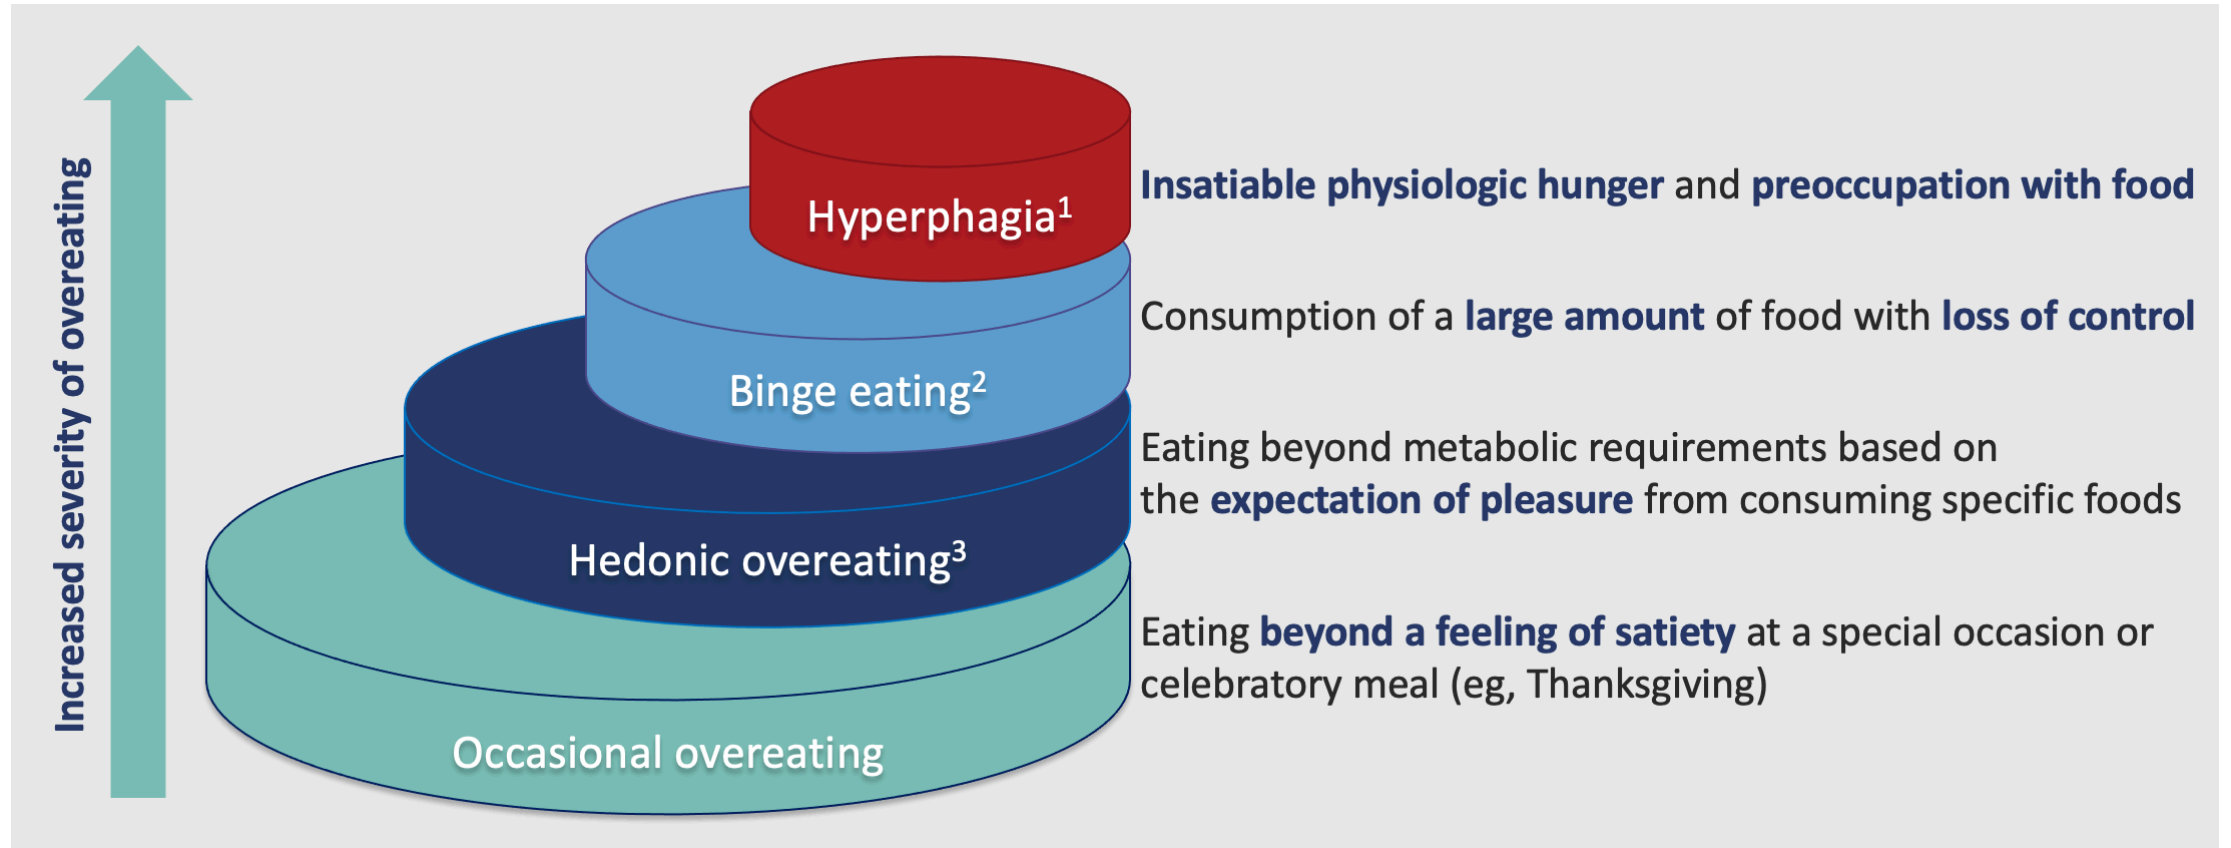 Increased severity of overeating
Hyperphagia¹
Insatiable physiologic hunger and preoccupation with food
Binge eating²
Consumption of a large amount of food with loss of control
Hedonic overeating³
Eating beyond metabolic requirements based on
the expectation of pleasure from consuming specific foods
Occasional overeating
Eating beyond a feeling of satiety at a special occasion or
celebratory meal (eg, Thanksgiving)